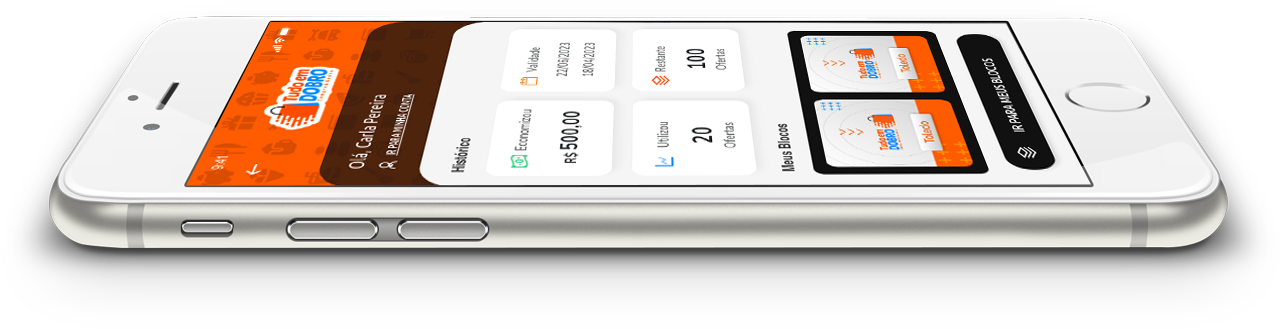 9:41
Tudo em
DOBRO
Olá, Carla Pereira
IR PARA MINHA CONTA
Histórico
Economizou
R$ 500,00
Validade
22/06/2023
18/04/2023
Utilizou
20
Ofertas
Restante
100
Ofertas
Meus Blocos
Tudo em
DOBRO
Toledo
Tudo em
DOBRO
Toledo
IR PARA MEUS BLOCOS